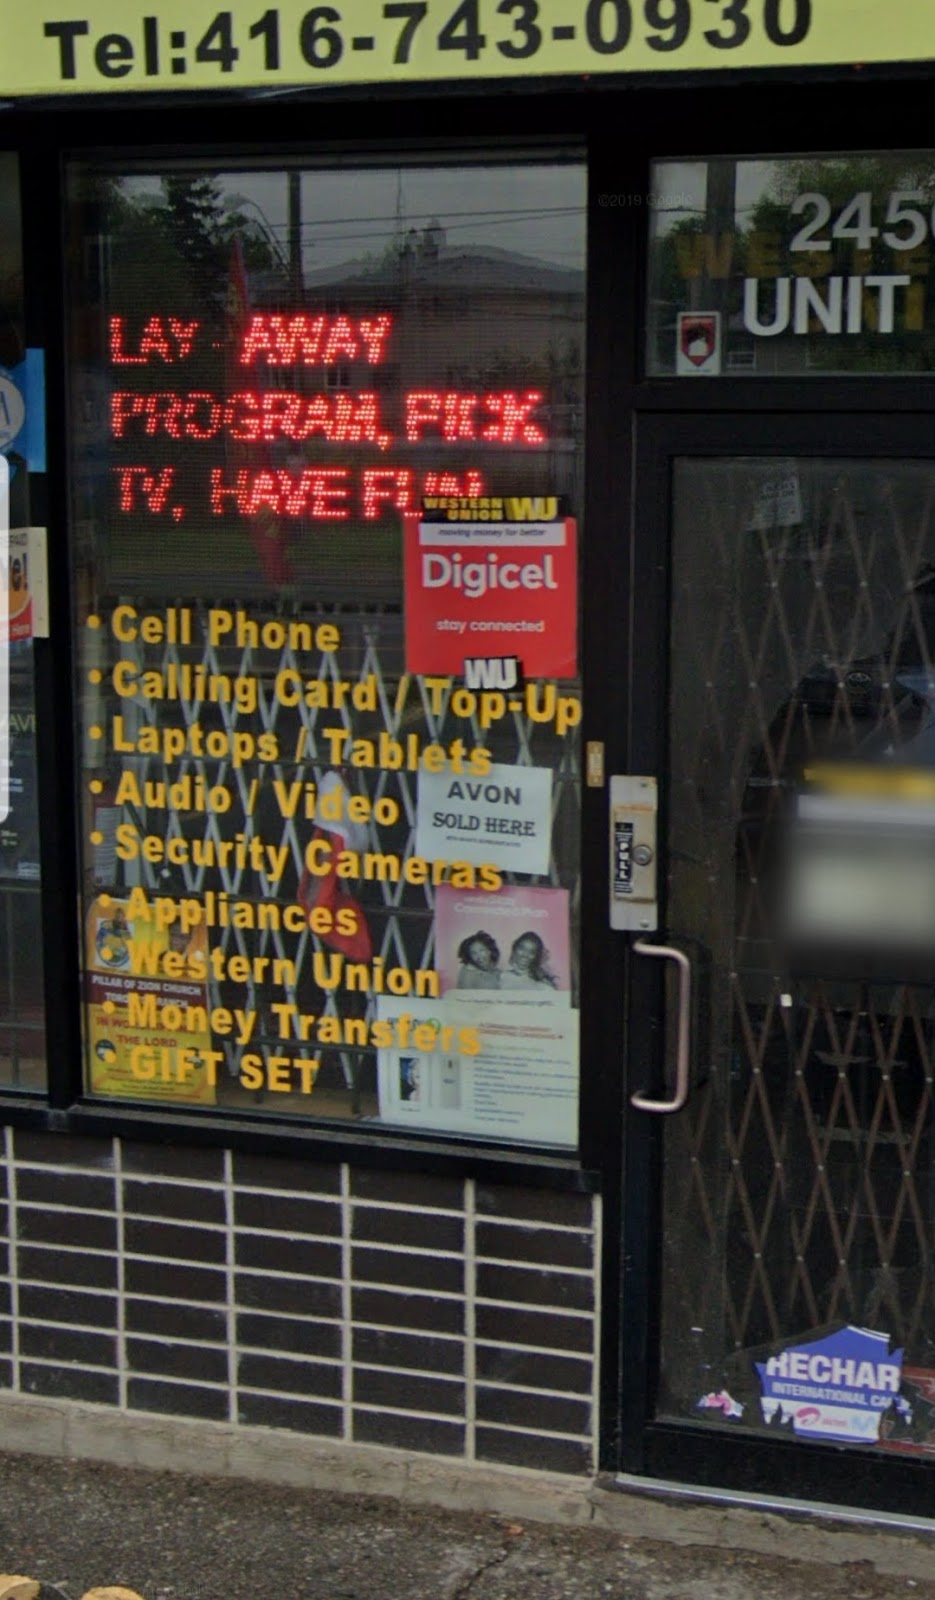 Tel:416-743-0930
©2019 Google
245
UNIT
LAY - AWAY
PROGRAM, PICK
TV, HAVE FUN
WESTERN UNION WU
moving money for better
Digicel
stay connected
WU
• Cell Phone
• Calling Card / Top-Up
• Laptops / Tablets
• Audio / Video
• Security Cameras
• Appliances
• Western Union
• Money Transfers
• GIFT SET
AVON
SOLD HERE
PILLAR OF ZION CHURCH
THE LORD
PULL
RECHAR
INTERNATIONAL